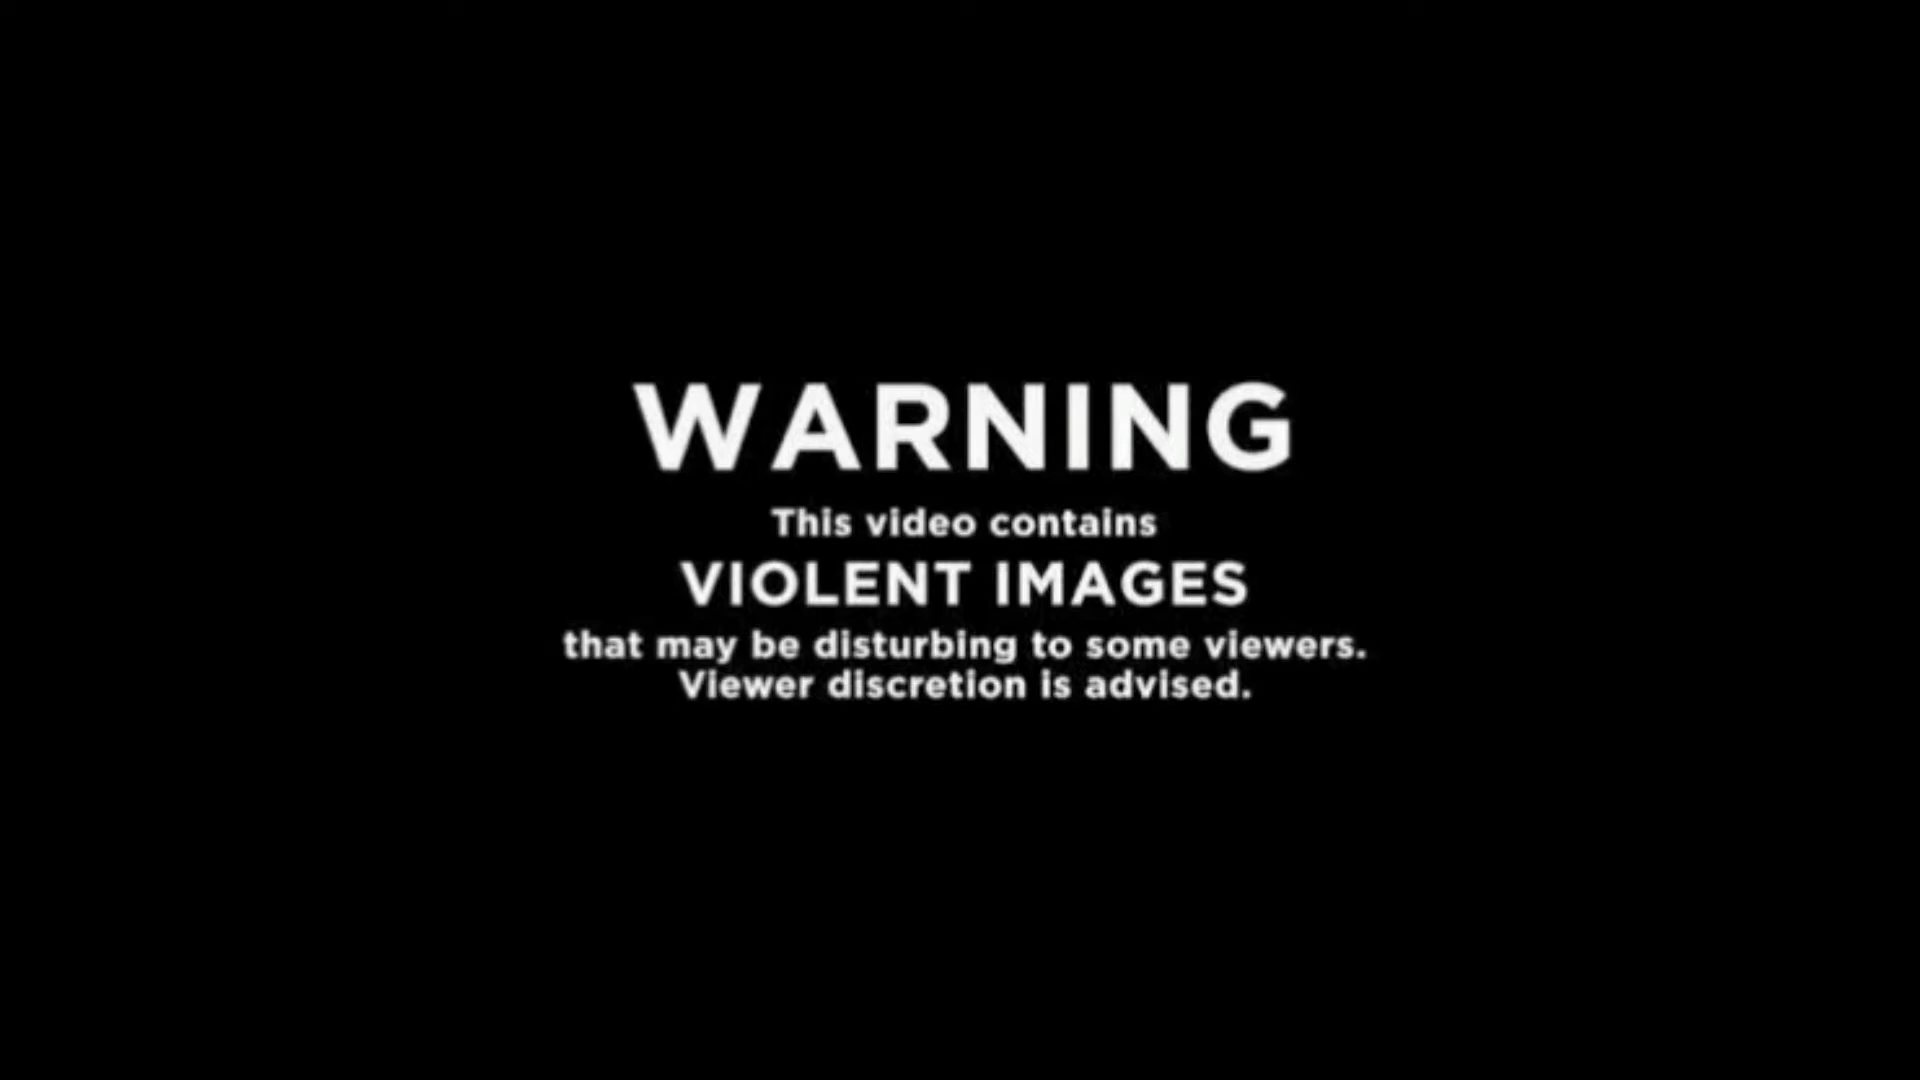 WARNING
This video contains
VIOLENT IMAGES
that may be disturbing to some viewers.
Viewer discretion is advised.